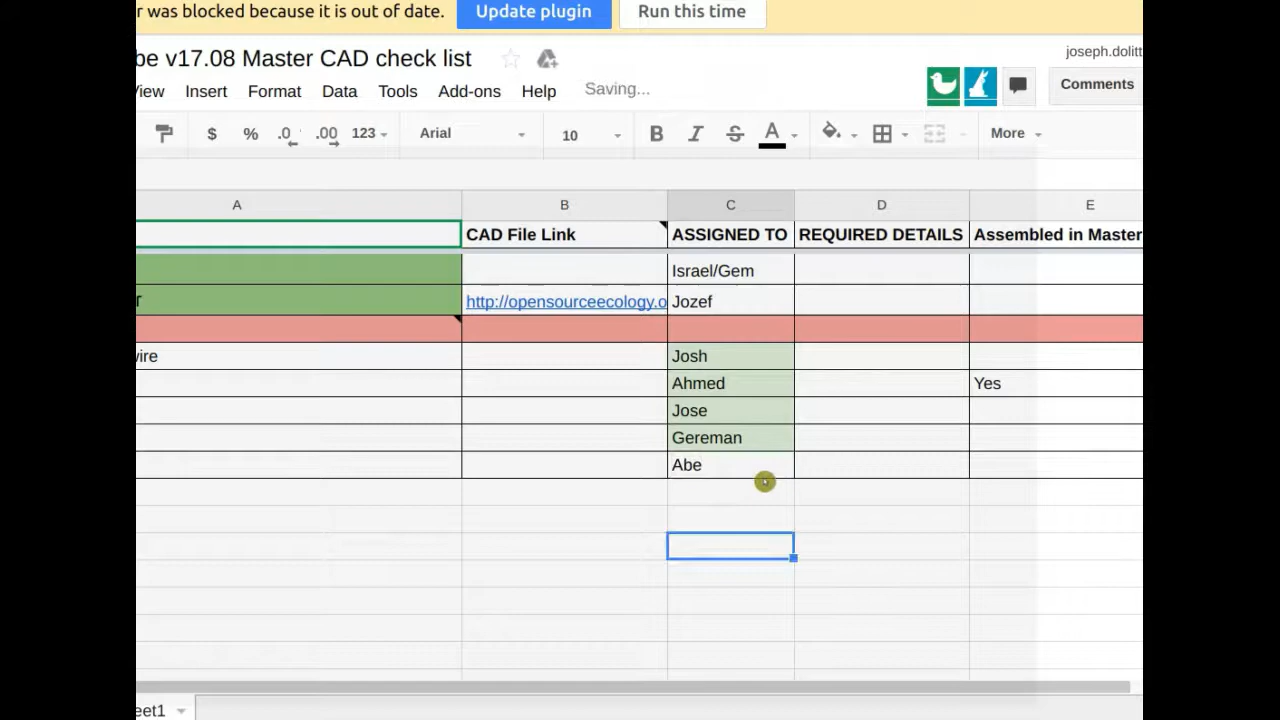 r was blocked because it is out of date. Update plugin Run this time
be v17.08 Master CAD check list
joseph.dolitt
View Insert Format Data Tools Add-ons Help Saving... Comments
$ % .0 .00 123 Arial 10 B I S A More
A B C D E
CAD File Link ASSIGNED TO REQUIRED DETAILS Assembled in Master
Israel/Gem
T http://opensourceecology.o Jozef
wire Josh
Ahmed Yes
Jose
Gereman
Abe
eet1